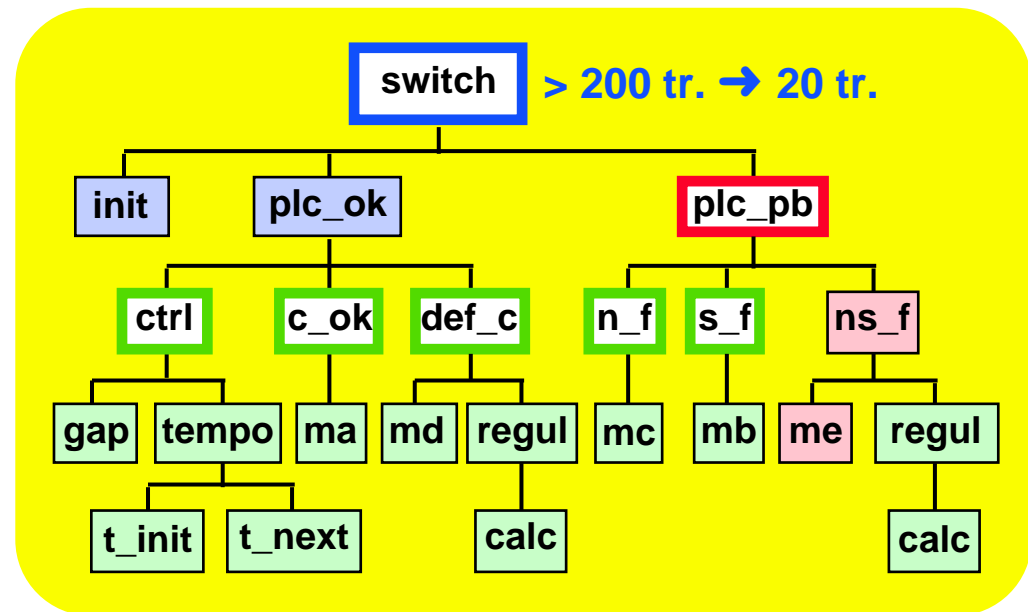 switch > 200 tr. ➜ 20 tr.
init plc_ok plc_pb
ctrl c_ok def_c n_f s_f ns_f
gap tempo ma md regul mc mb me regul
t_init t_next calc calc